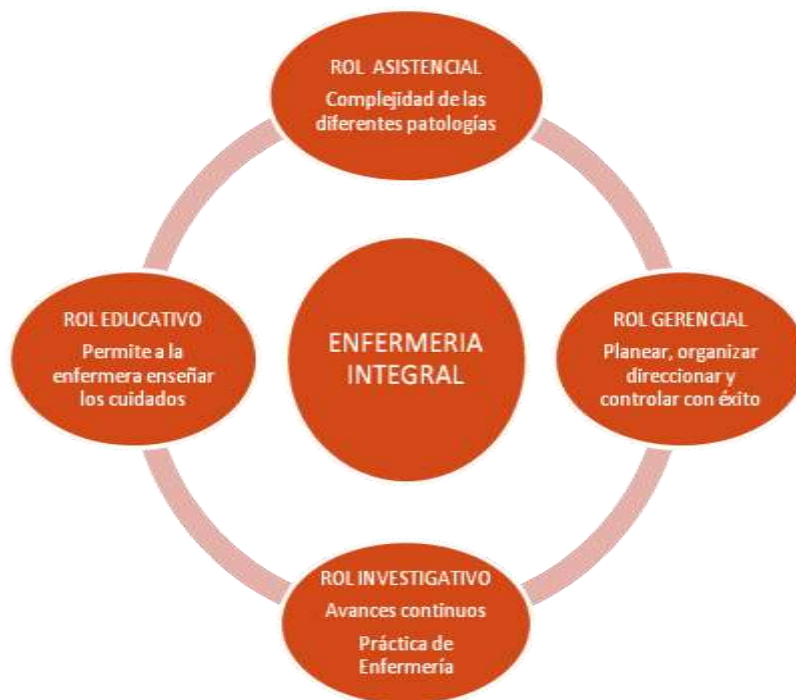 ROL ASISTENCIAL
Complejidad de las
diferentes patologías
ROL EDUCATIVO
Permite a la
enfermera enseñar
los cuidados
ENFERMERIA
INTEGRAL
ROL GERENCIAL
Planear, organizar
direccionar y
controlar con éxito
ROL INVESTIGATIVO
Avances continuos
Práctica de
Enfermería